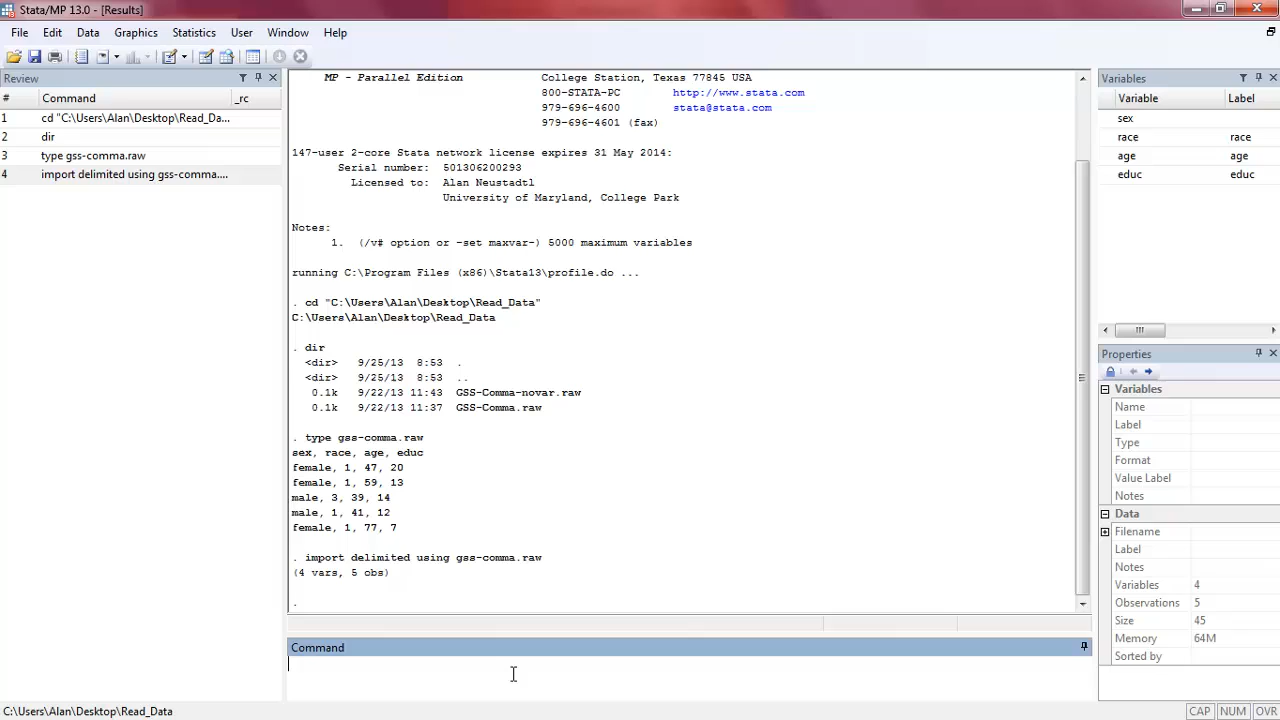 Stata/MP 13.0 - [Results]
File Edit Data Graphics Statistics User Window Help
Review
# Command _rc
1 cd "C:\Users\Alan\Desktop\Read_Da...
2 dir
3 type gss-comma.raw
4 import delimited using gss-comma....
MP - Parallel Edition College Station, Texas 77845 USA
800-STATA-PC http://www.stata.com
979-696-4600 stata@stata.com
979-696-4601 (fax)
147-user 2-core Stata network license expires 31 May 2014:
Serial number: 501306200293
Licensed to: Alan Neustadtl
University of Maryland, College Park
Notes:
1. (/v# option or -set maxvar-) 5000 maximum variables
running C:\Program Files (x86)\Stata13\profile.do ...
. cd "C:\Users\Alan\Desktop\Read_Data"
C:\Users\Alan\Desktop\Read_Data
. dir
<dir> 9/25/13 8:53 .
<dir> 9/25/13 8:53 ..
0.1k 9/22/13 11:43 GSS-Comma-novar.raw
0.1k 9/22/13 11:37 GSS-Comma.raw
. type gss-comma.raw
sex, race, age, educ
female, 1, 47, 20
female, 1, 59, 13
male, 3, 39, 14
male, 1, 41, 12
female, 1, 77, 7
. import delimited using gss-comma.raw
(4 vars, 5 obs)
.
Command
Variables
Variable Label
sex
race race
age age
educ educ
Properties
Variables
Name
Label
Type
Format
Value Label
Notes
Data
Filename
Label
Notes
Variables 4
Observations 5
Size 45
Memory 64M
Sorted by
C:\Users\Alan\Desktop\Read_Data
CAP NUM OVR